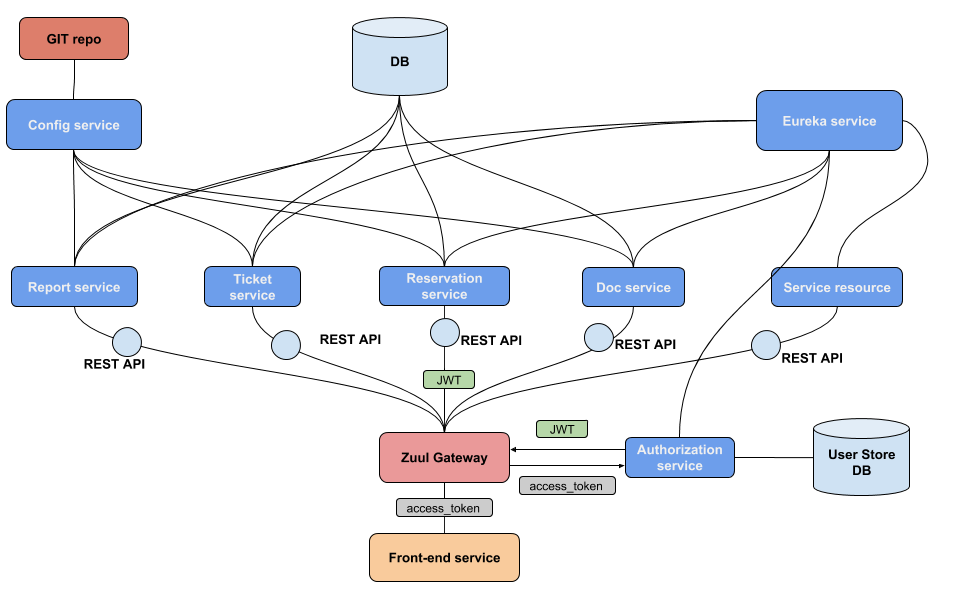 GIT repo
DB
Config service
Eureka service
Report service
Ticket
service
Reservation
service
Doc service
Service resource
REST API
REST API
REST API
REST API
REST API
JWT
JWT
Zuul Gateway
Authorization
service
User Store
DB
access_token
access_token
Front-end service